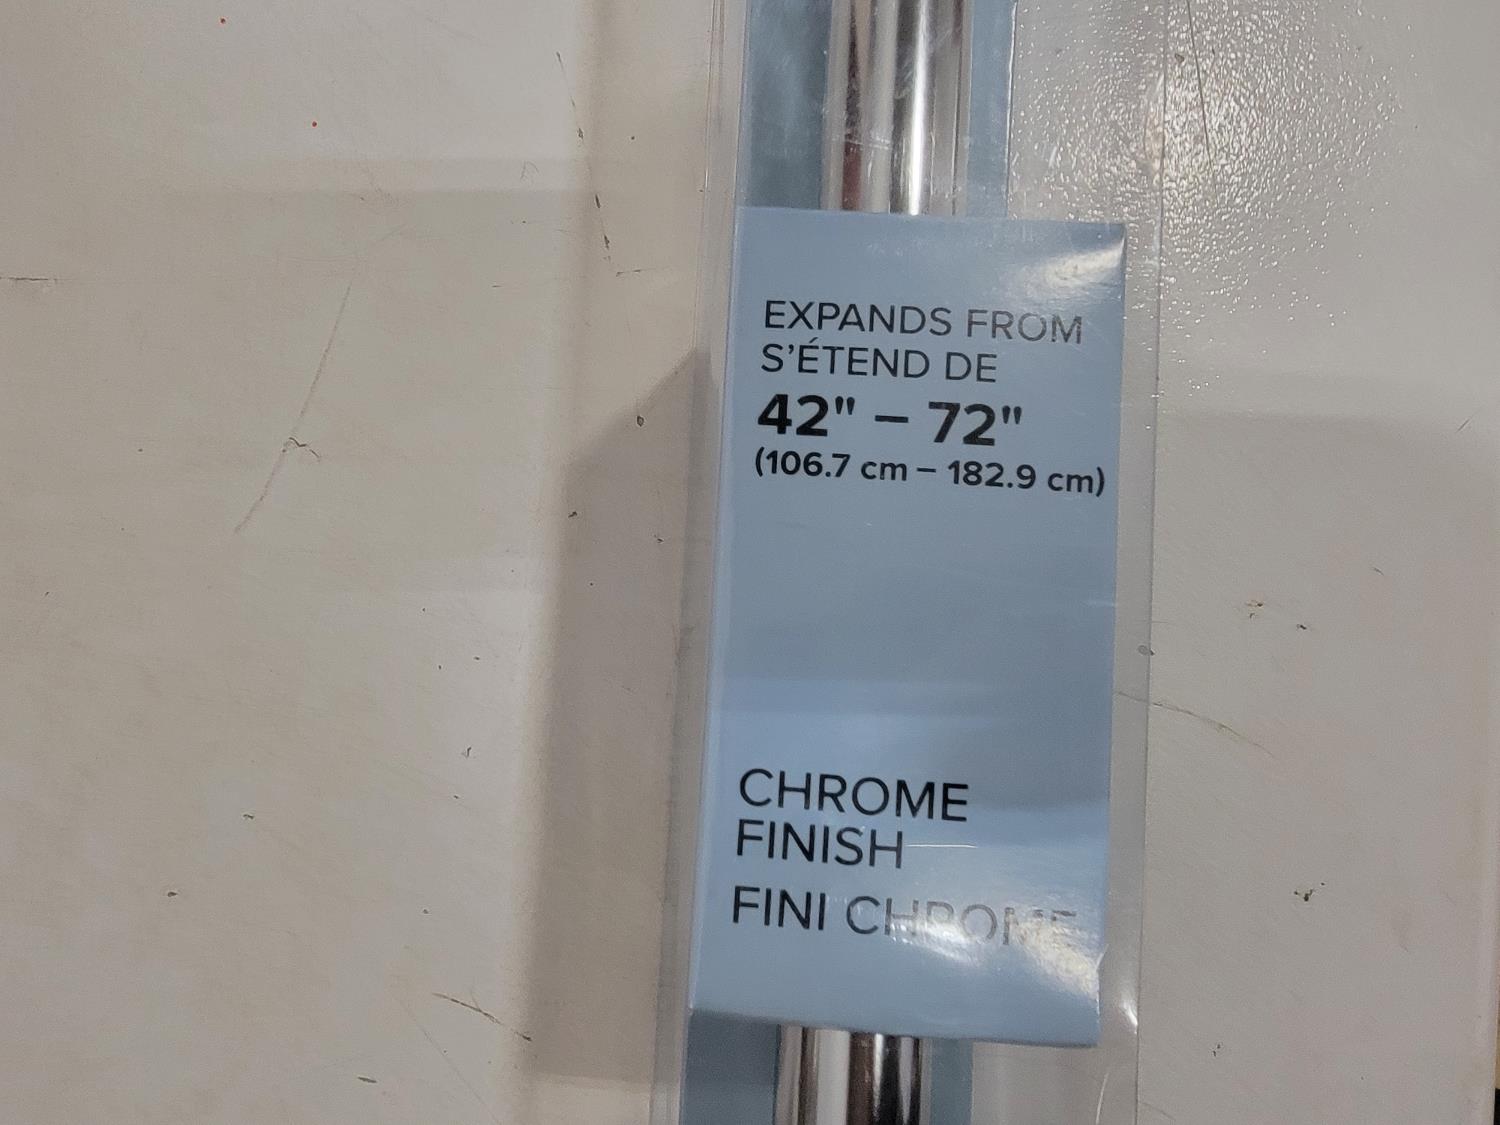 EXPANDS FROM
S'ÉTEND DE
42" – 72"
(106.7 cm – 182.9 cm)
CHROME
FINISH
FINI CHROME